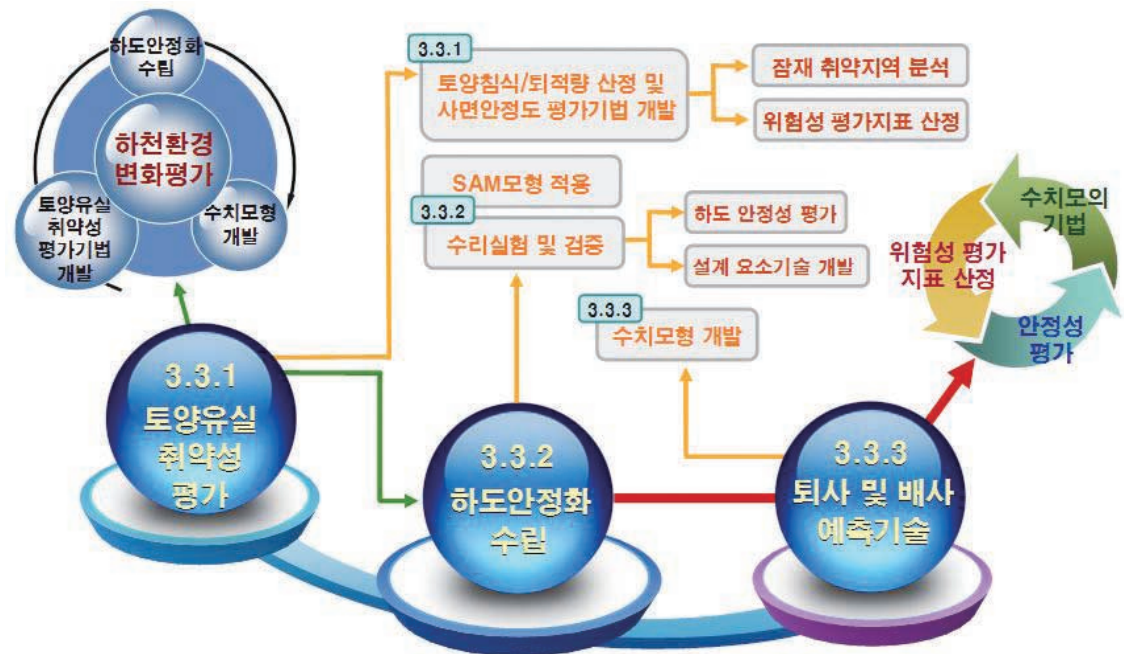 하도안정화
수립
하천환경
변화평가
토양유실
취약성
평가기법
개발
수치모형
개발
3.3.1
토양침식/퇴적량 산정 및
사면안정도 평가기법 개발
잠재 취약지역 분석
위험성 평가지표 산정
SAM모형 적용
3.3.2
수리실험 및 검증
하도 안정성 평가
설계 요소기술 개발
3.3.3
수치모형 개발
수치모의
기법
위험성 평가
지표 산정
안정성
평가
3.3.1
토양유실
취약성
평가
3.3.2
하도안정화
수립
3.3.3
퇴사 및 배사
예측기술